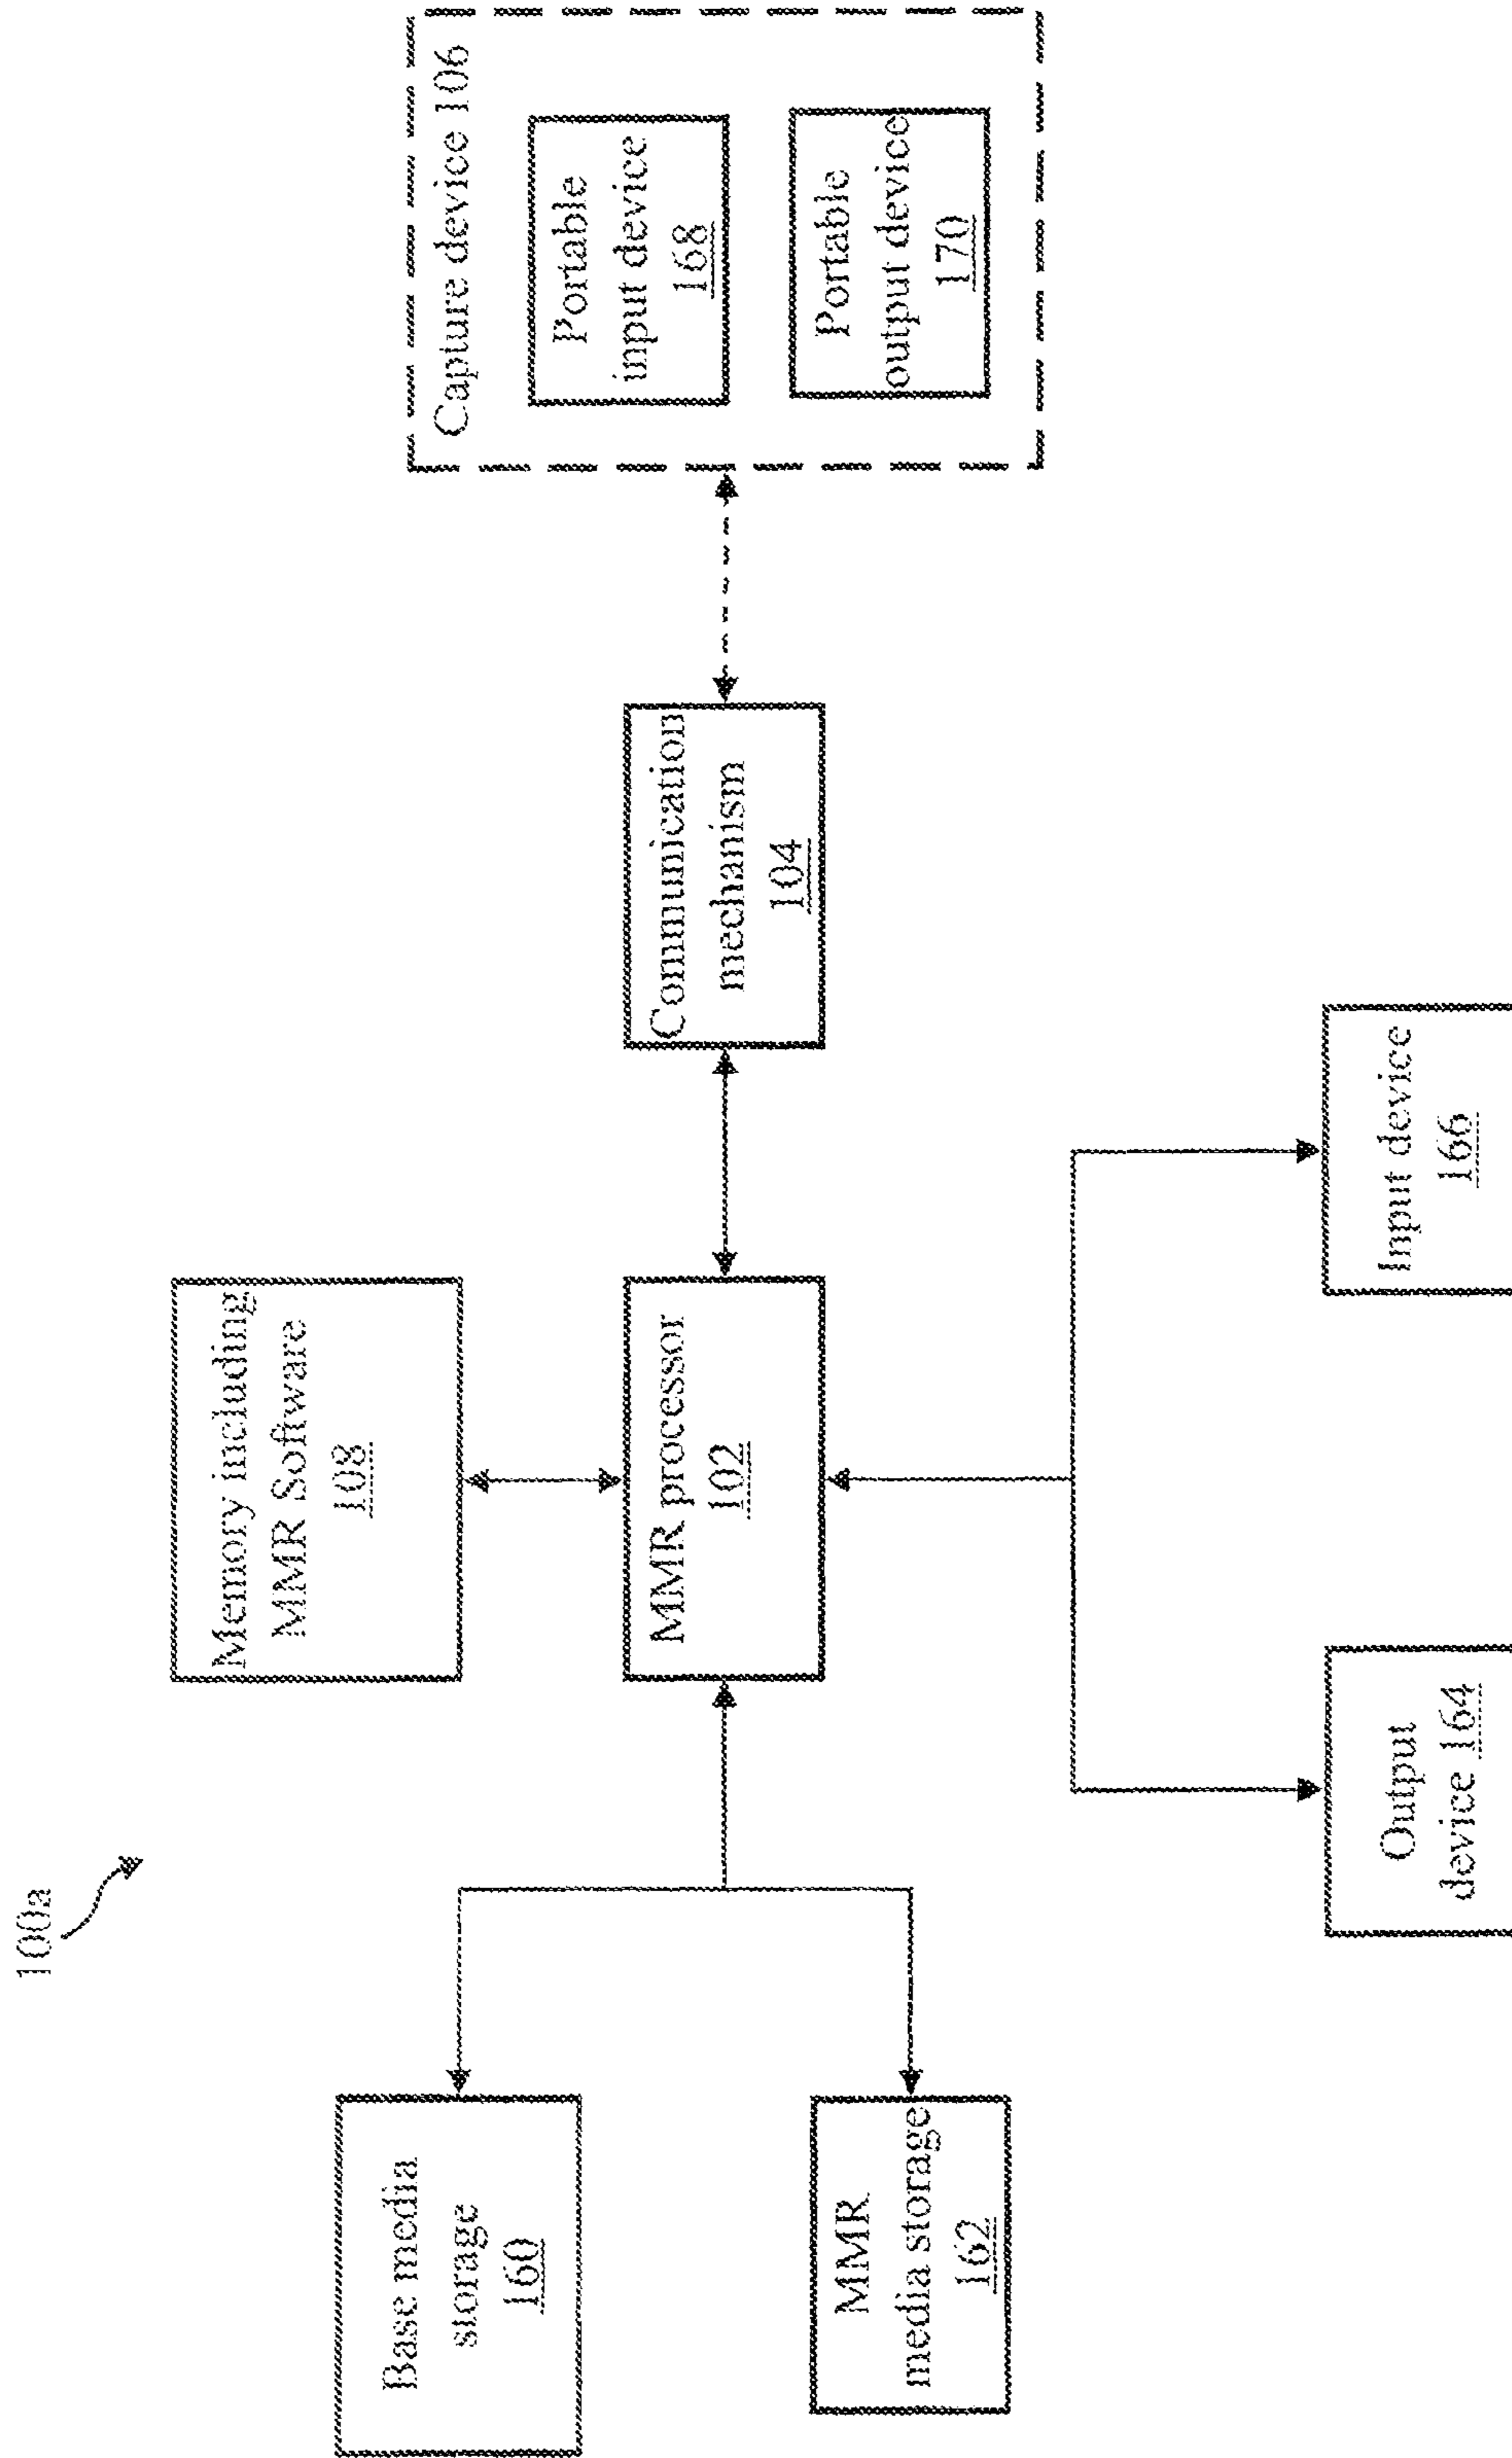 100a
Memory including
MMR Software
108
Capture device 106
Portable
input device
168
Portable
output device
170
Base media
storage
160
MMR processor
102
Communication
mechanism
104
MMR
media storage
162
Output
device 164
Input device
166